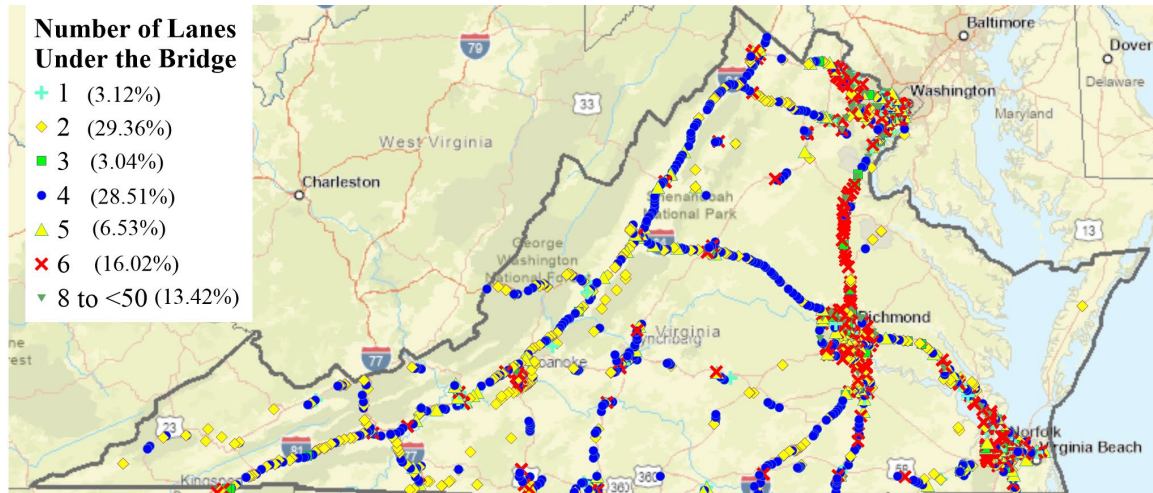 Number of Lanes
Under the Bridge
1 (3.12%)
2 (29.36%)
3 (3.04%)
4 (28.51%)
5 (6.53%)
6 (16.02%)
8 to <50 (13.42%)
79
Baltimore
Dover
Delaware
33
Washington
Maryland
West Virginia
Charleston
Shenandoah
National Park
13
George
Washington
National Forest
Richmond
Virginia
Lynchburg
77
23
81
77
Norfolk
Virginia Beach
58
360
360